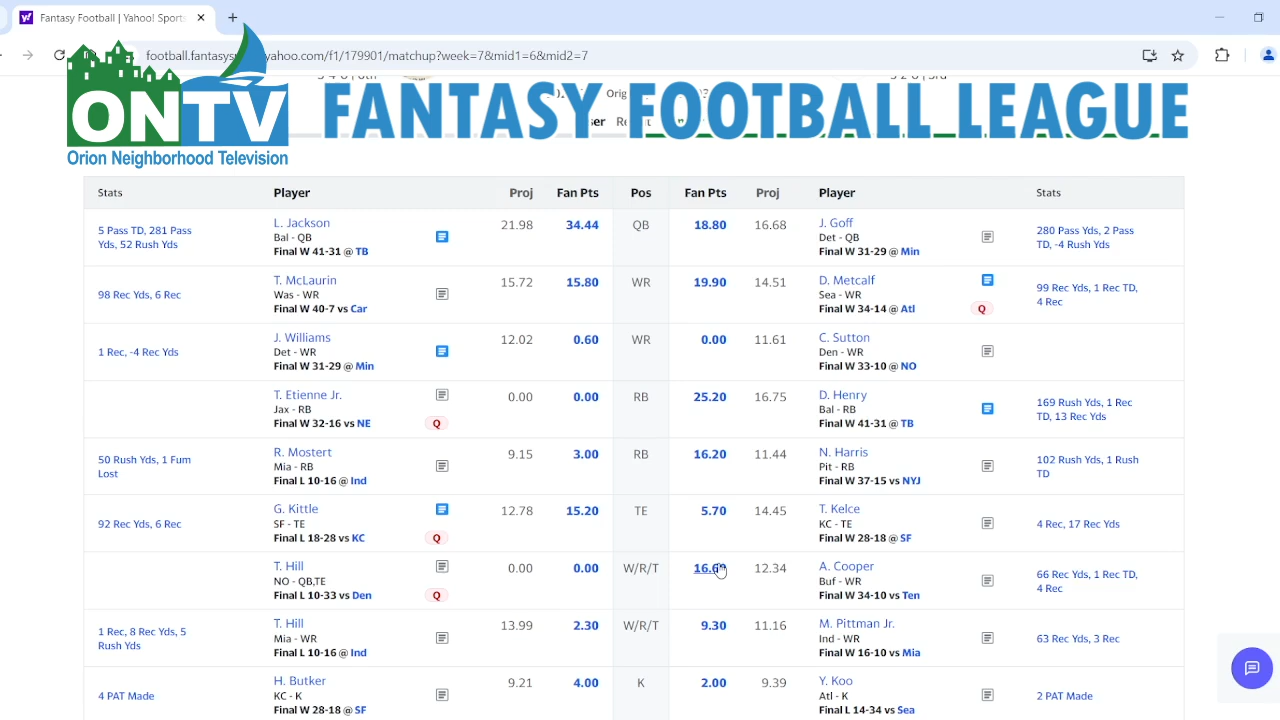 Fantasy Football | Yahoo! Sports
football.fantasysp yahoo.com/f1/179901/matchup?week=7&mid1=6&mid2=7
ONTV
Orion Neighborhood Television
FANTASY FOOTBALL LEAGUE
Stats Player Proj Fan Pts Pos Fan Pts Proj Player Stats
5 Pass TD, 281 Pass
Yds, 52 Rush Yds
L. Jackson
Bal - QB
Final W 41-31 @ TB
21.98 34.44 QB 18.80 16.68
J. Goff
Det - QB
Final W 31-29 @ Min
280 Pass Yds, 2 Pass
TD, -4 Rush Yds
98 Rec Yds, 6 Rec
T. McLaurin
Was - WR
Final W 40-7 vs Car
15.72 15.80 WR 19.90 14.51
D. Metcalf
Sea - WR
Final W 34-14 @ Atl
Q
99 Rec Yds, 1 Rec TD,
4 Rec
1 Rec, -4 Rec Yds
J. Williams
Det - WR
Final W 31-29 @ Min
12.02 0.60 WR 0.00 11.61
C. Sutton
Den - WR
Final W 33-10 @ NO
T. Etienne Jr.
Jax - RB
Final W 32-16 vs NE
Q
0.00 0.00 RB 25.20 16.75
D. Henry
Bal - RB
Final W 41-31 @ TB
169 Rush Yds, 1 Rec
TD, 13 Rec Yds
50 Rush Yds, 1 Fum
Lost
R. Mostert
Mia - RB
Final L 10-16 @ Ind
9.15 3.00 RB 16.20 11.44
N. Harris
Pit - RB
Final W 37-15 vs NYJ
102 Rush Yds, 1 Rush
TD
92 Rec Yds, 6 Rec
G. Kittle
SF - TE
Final L 18-28 vs KC
Q
12.78 15.20 TE 5.70 14.45
T. Kelce
KC - TE
Final W 28-18 @ SF
4 Rec, 17 Rec Yds
T. Hill
NO - QB,TE
Final L 10-33 vs Den
Q
0.00 0.00 W/R/T 16.60 12.34
A. Cooper
Buf - WR
Final W 34-10 vs Ten
66 Rec Yds, 1 Rec TD,
4 Rec
1 Rec, 8 Rec Yds, 5
Rush Yds
T. Hill
Mia - WR
Final L 10-16 @ Ind
13.99 2.30 W/R/T 9.30 11.16
M. Pittman Jr.
Ind - WR
Final W 16-10 vs Mia
63 Rec Yds, 3 Rec
4 PAT Made
H. Butker
KC - K
Final W 28-18 @ SF
9.21 4.00 K 2.00 9.39
Y. Koo
Atl - K
Final L 14-34 vs Sea
2 PAT Made